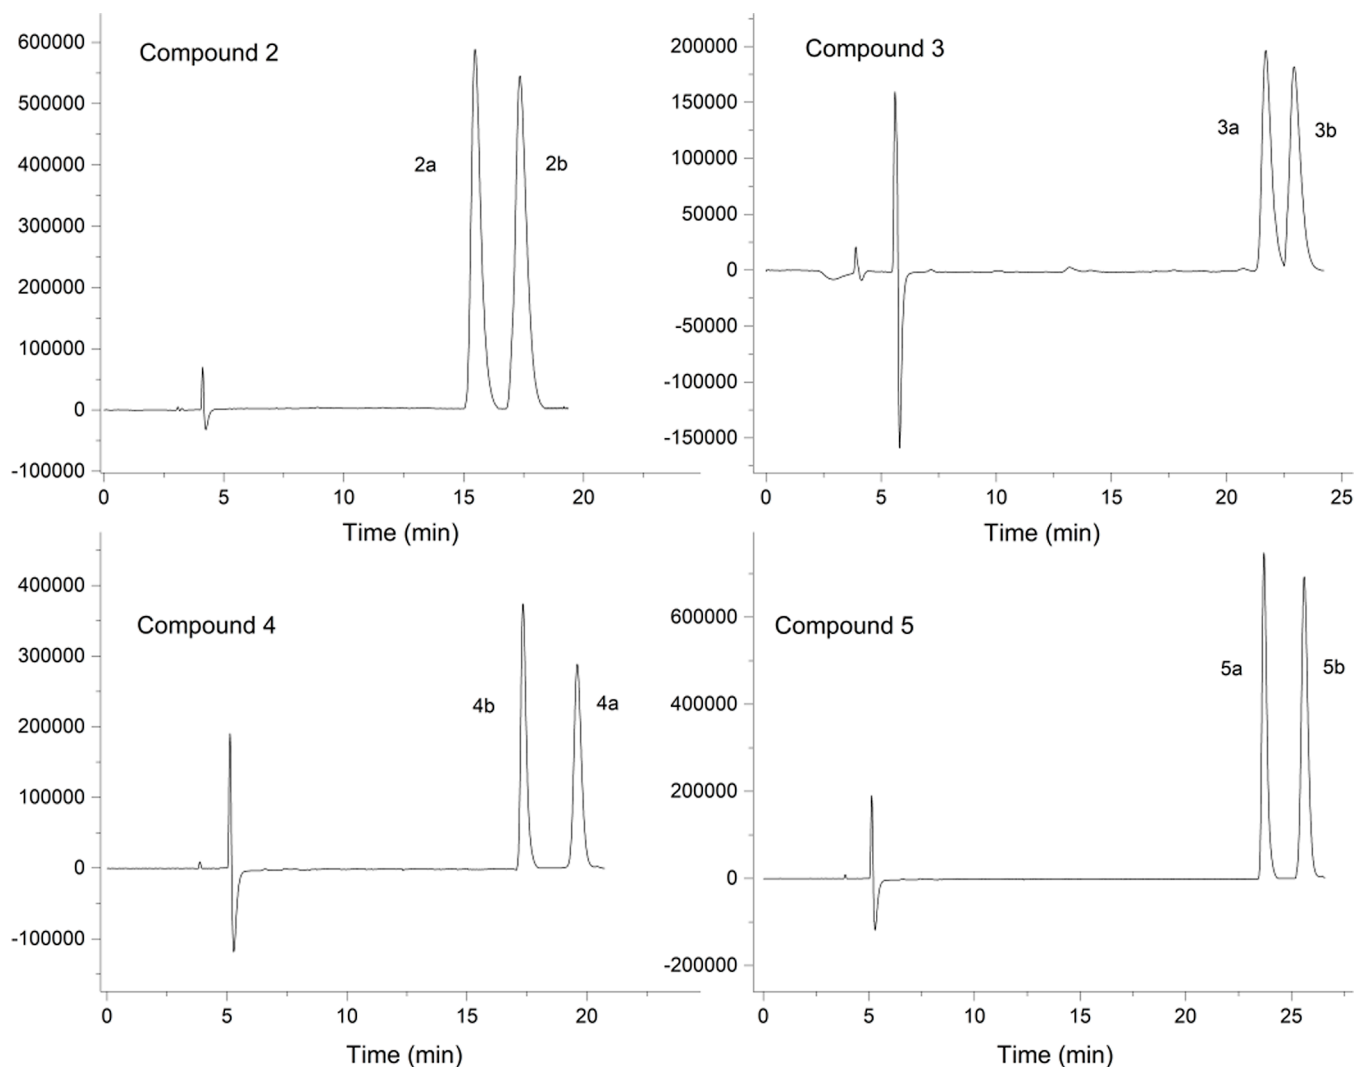 Compound 2
600000
500000
400000
300000
200000
100000
0
-100000
2a
2b
0 5 10 15 20
Time (min)
Compound 3
200000
150000
100000
50000
0
-50000
-100000
-150000
3a
3b
0 5 10 15 20 25
Time (min)
Compound 4
400000
300000
200000
100000
0
-100000
4b
4a
0 5 10 15 20
Time (min)
Compound 5
600000
400000
200000
0
-200000
5a
5b
0 5 10 15 20 25
Time (min)